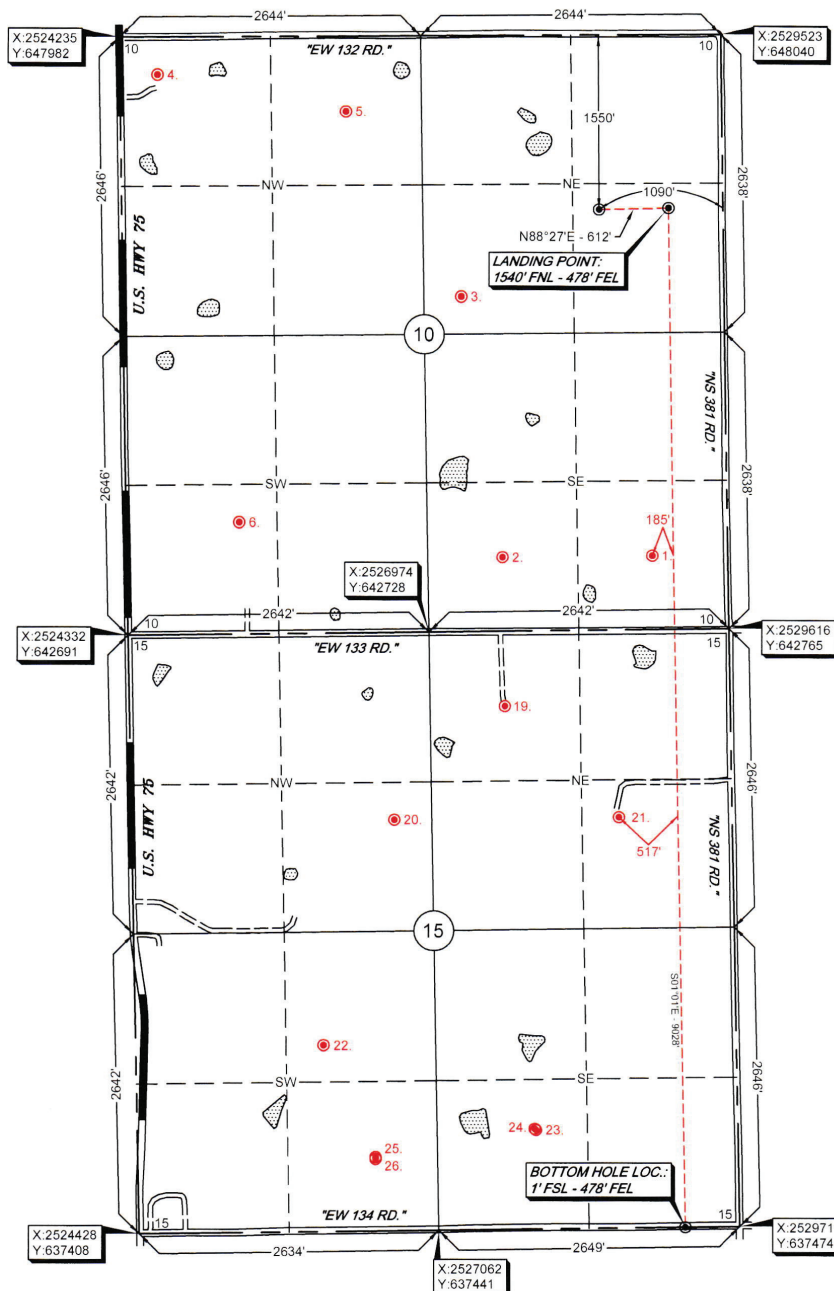 2644'
2644'
X:2524235
Y:647982
X:2529523
Y:648040
10
"EW 132 RD."
10
4.
5.
1550'
2646'
NW
NE
2638'
1090'
N88°27'E - 612'
U.S. HWY 75
LANDING POINT:
1540' FNL - 478' FEL
3.
10
"NS 381 RD."
2646'
SW
SE
2638'
185'
6.
2.
1.
X:2526974
Y:642728
2642'
2642'
X:2524332
Y:642691
10
10
X:2529616
Y:642765
15
"EW 133 RD."
15
19.
2642'
NW
NE
2646'
U.S. HWY 75
20.
21.
517'
"NS 381 RD."
15
S01°01'E - 9028'
22.
2642'
SW
SE
2646'
24.
23.
25.
26.
BOTTOM HOLE LOC.:
1' FSL - 478' FEL
15
"EW 134 RD."
15
X:2524428
Y:637408
X:252971
Y:637474
2634'
2649'
X:2527062
Y:637441